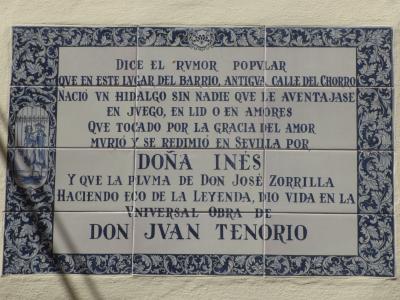 DICE EL RVMOR POPVLAR
QVE EN ESTE LVGAR DEL BARRIO, ANTIGVA CALLE DEL CHORRO
NACIÓ VN HIDALGO SIN NADIE QVE LE AVENTAJASE
EN JVEGO, EN LID O EN AMORES
QVE TOCADO POR LA GRACIA DEL AMOR
MVRIÓ Y SE REDIMIÓ EN SEVILLA POR
DOÑA INÉS
Y QVE LA PLVMA DE DON JOSÉ ZORRILLA
HACIENDO ECO DE LA LEYENDA, DIO VIDA EN LA
VNIVERSAL OBRA DE
DON JVAN TENORIO